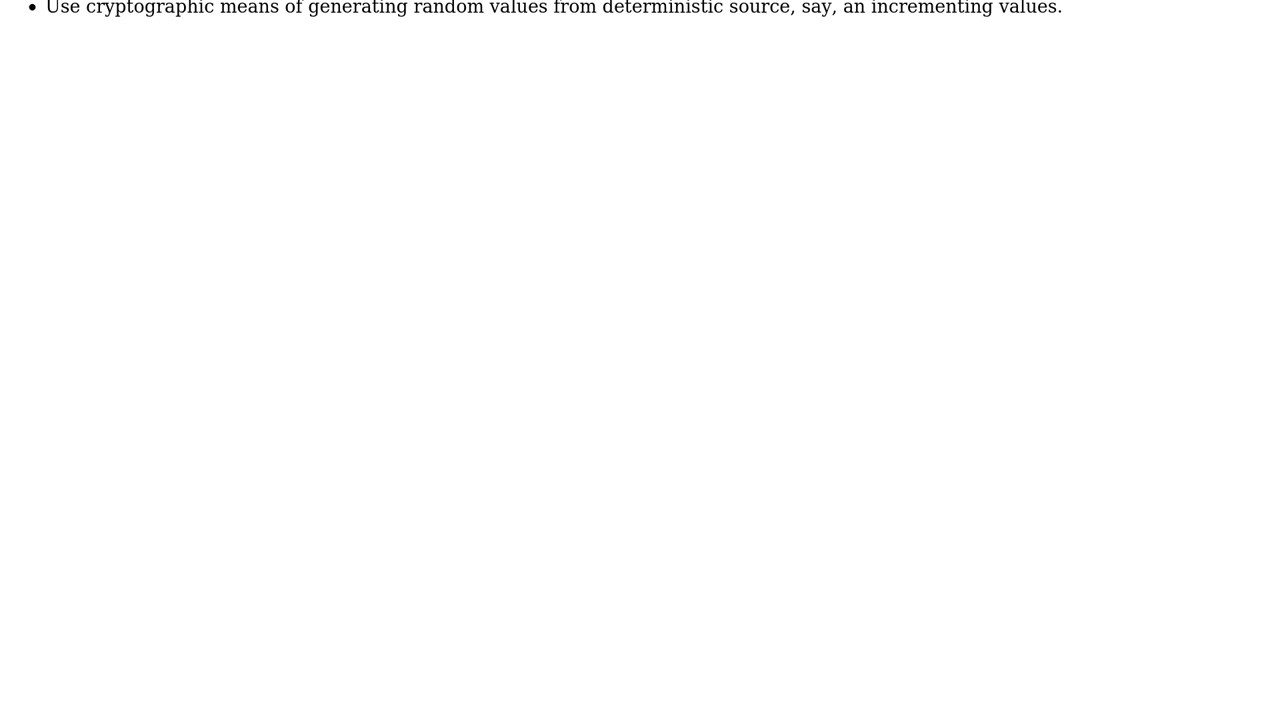 • Use cryptographic means of generating random values from deterministic source, say, an incrementing values.